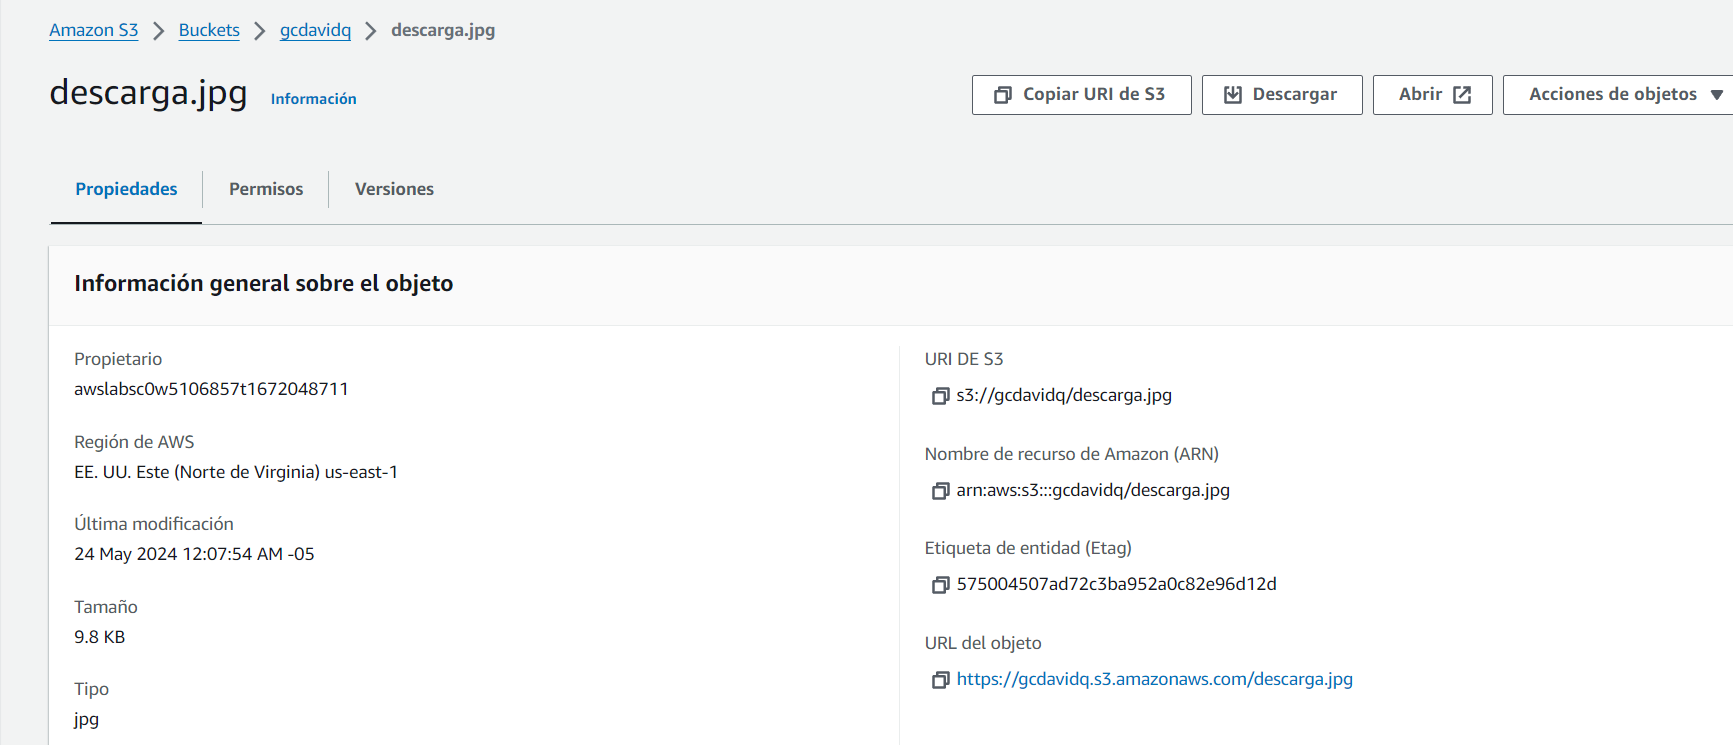 Amazon S3 > Buckets > gcdavidq > descarga.jpg
descarga.jpg Información
Copiar URI de S3 Descargar Abrir Acciones de objetos
Propiedades Permisos Versiones
Información general sobre el objeto
Propietario
awslabsc0w5106857t1672048711
Región de AWS
EE. UU. Este (Norte de Virginia) us-east-1
Última modificación
24 May 2024 12:07:54 AM -05
Tamaño
9.8 KB
Tipo
jpg
URI DE S3
s3://gcdavidq/descarga.jpg
Nombre de recurso de Amazon (ARN)
arn:aws:s3:::gcdavidq/descarga.jpg
Etiqueta de entidad (Etag)
575004507ad72c3ba952a0c82e96d12d
URL del objeto
https://gcdavidq.s3.amazonaws.com/descarga.jpg